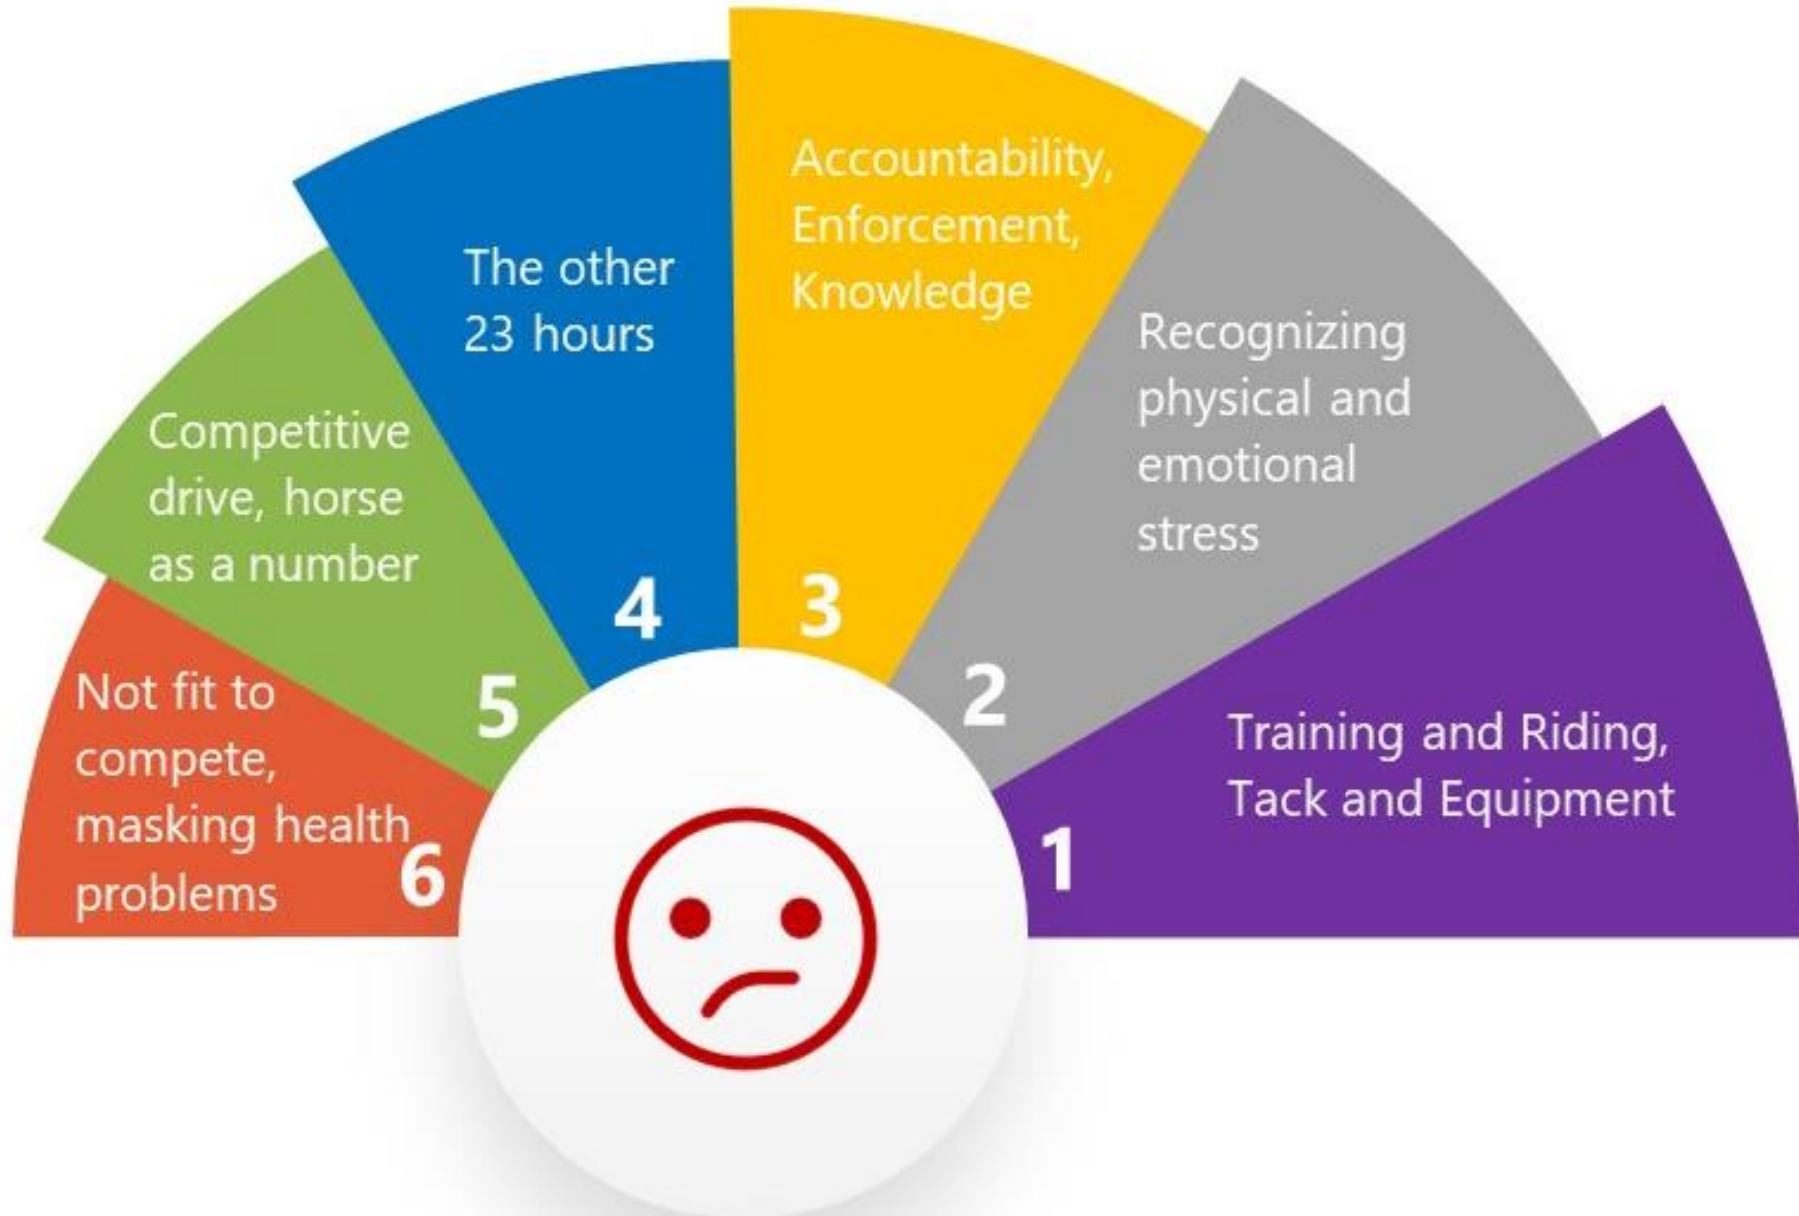 Not fit to
compete,
masking health
problems
6
Competitive
drive, horse
as a number
5
The other
23 hours
4
Accountability,
Enforcement,
Knowledge
3
Recognizing
physical and
emotional
stress
2
Training and Riding,
Tack and Equipment
1